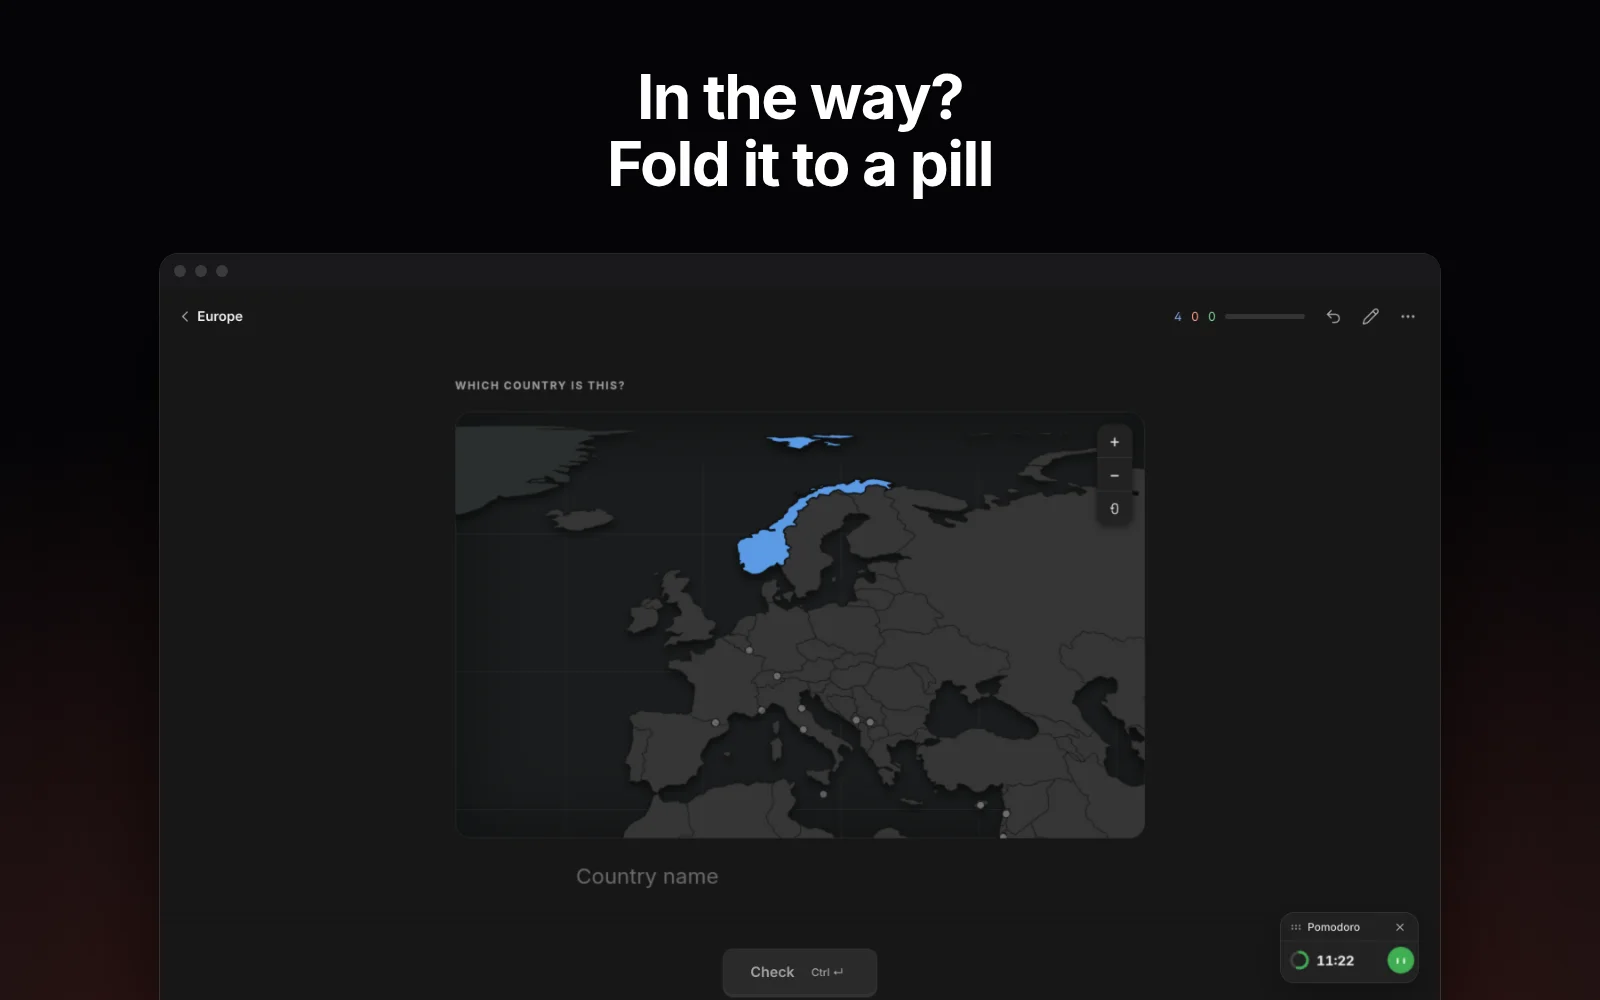 In the way?
Fold it to a pill
Europe
4 0 0
WHICH COUNTRY IS THIS?
Country name
Check Ctrl ↵
Pomodoro
11:22